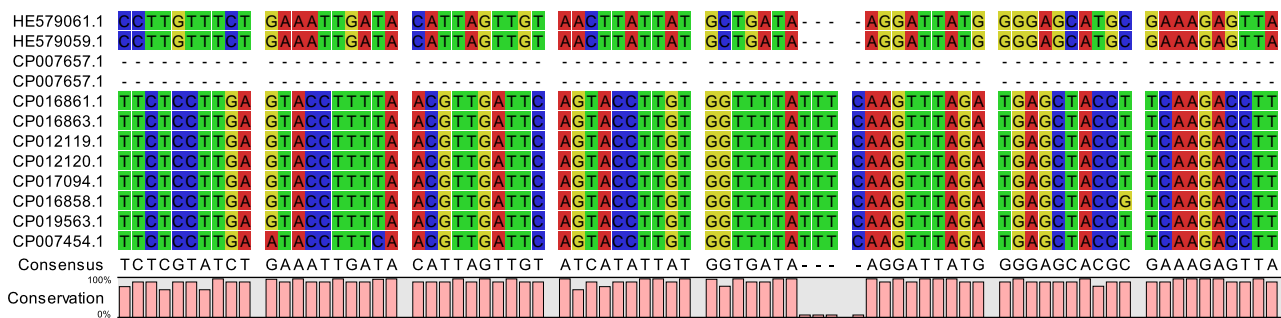 HE579061.1 CCTTGTTTCT GAAATTGATA CATTAGTTGT AACTTATTAT GCTGATA--- -AGGATTATG GGGAGCATGC GAAAGAGTTA
HE579059.1 CCTTGTTTCT GAAATTGATA CATTAGTTGT AACTTATTAT GCTGATA--- -AGGATTATG GGGAGCATGC GAAAGAGTTA
CP007657.1 ---------- ---------- ---------- ---------- ---------- ---------- ---------- ----------
CP007657.1 ---------- ---------- ---------- ---------- ---------- ---------- ---------- ----------
CP016861.1 TTCTCCTTGA GTACCTTTTA ACGTTGATTC AGTACCTTGT GGTTTTATTT CAAGTTTAGA TGAGCTACCT TCAAGACCTT
CP016863.1 TTCTCCTTGA GTACCTTTTA ACGTTGATTC AGTACCTTGT GGTTTTATTT CAAGTTTAGA TGAGCTACCT TCAAGACCTT
CP012119.1 TTCTCCTTGA GTACCTTTTA ACGTTGATTC AGTACCTTGT GGTTTTATTT CAAGTTTAGA TGAGCTACCT TCAAGACCTT
CP012120.1 TTCTCCTTGA GTACCTTTTA ACGTTGATTC AGTACCTTGT GGTTTTATTT CAAGTTTAGA TGAGCTACCT TCAAGACCTT
CP017094.1 TTCTCCTTGA GTACCTTTTA ACGTTGATTC AGTACCTTGT GGTTTTATTT CAAGTTTAGA TGAGCTACCT TCAAGACCTT
CP016858.1 TTCTCCTTGA GTACCTTTTA ACGTTGATTC AGTACCTTGT GGTTTTATTT CAAGTTTAGA TGAGCTACCG TCAAGACCTT
CP019563.1 TTCTCCTTGA GTACCTTTTA ACGTTGATTC AGTACCTTGT GGTTTTATTT CAAGTTTAGA TGAGCTACCT TCAAGACCTT
CP007454.1 TTCTCCTTGA ATACCTTTCA ACGTTGATTC AGTACCTTGT GGTTTTATTT CAAGTTTAGA TGAGCTACCT TCAAGACCTT
Consensus TCTCGTATCT GAAATTGATA CATTAGTTGT ATCATATTAT GGTGATA--- -AGGATTATG GGGAGCACGC GAAAGAGTTA
100%
Conservation
0%